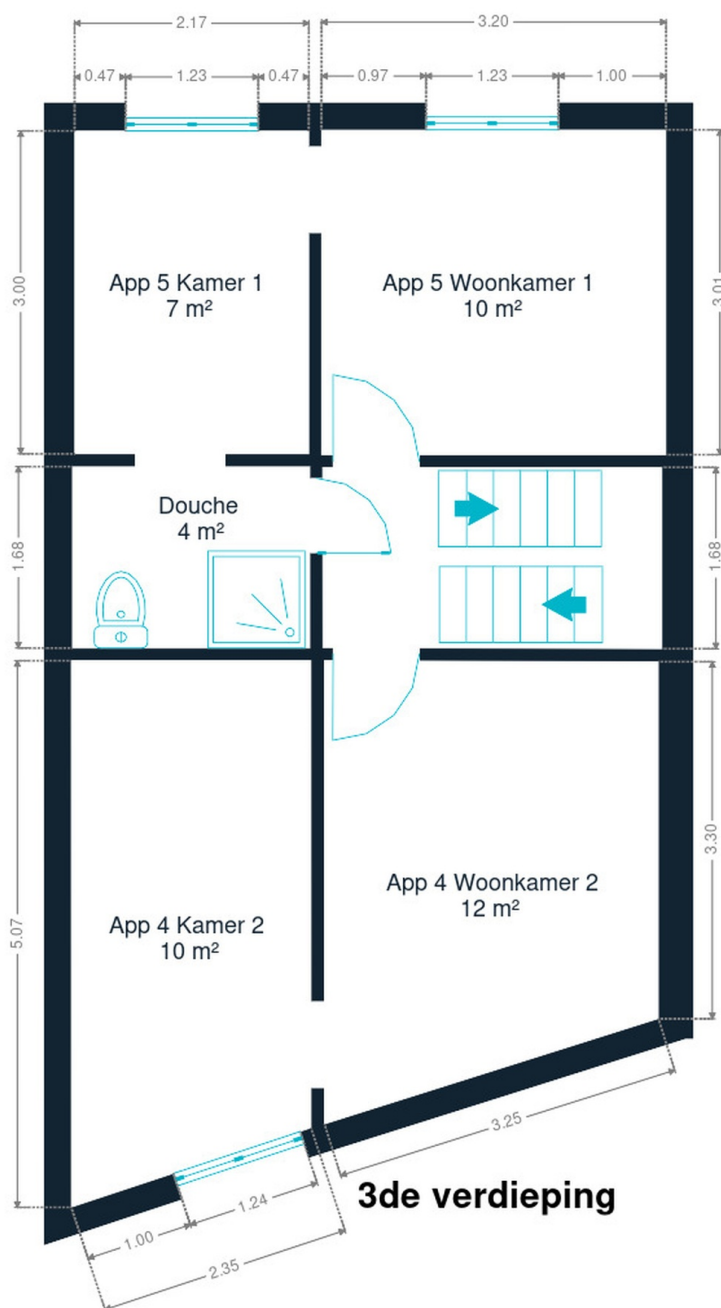 2.17
3.20
0.47
1.23
0.47
0.97
1.23
1.00
3.00
3.01
App 5 Kamer 1
7 m²
App 5 Woonkamer 1
10 m²
1.68
1.68
Douche
4 m²
5.07
3.30
App 4 Woonkamer 2
12 m²
App 4 Kamer 2
10 m²
3.25
3de verdieping
1.24
1.00
2.35